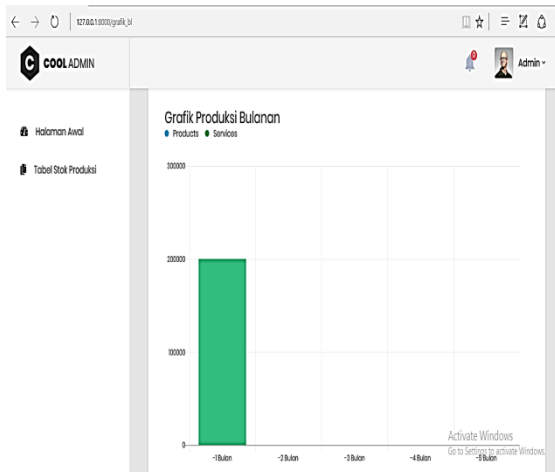 127.0.0.1:8000/grafik_bl
COOL ADMIN
Admin
Halaman Awal
Tabel Stok Produksi
Grafik Produksi Bulanan
Products Services
300000
200000
100000
0
-1 Bulan -2 Bulan -3 Bulan -4 Bulan -5 Bulan
Activate Windows
Go to Settings to activate Windows.